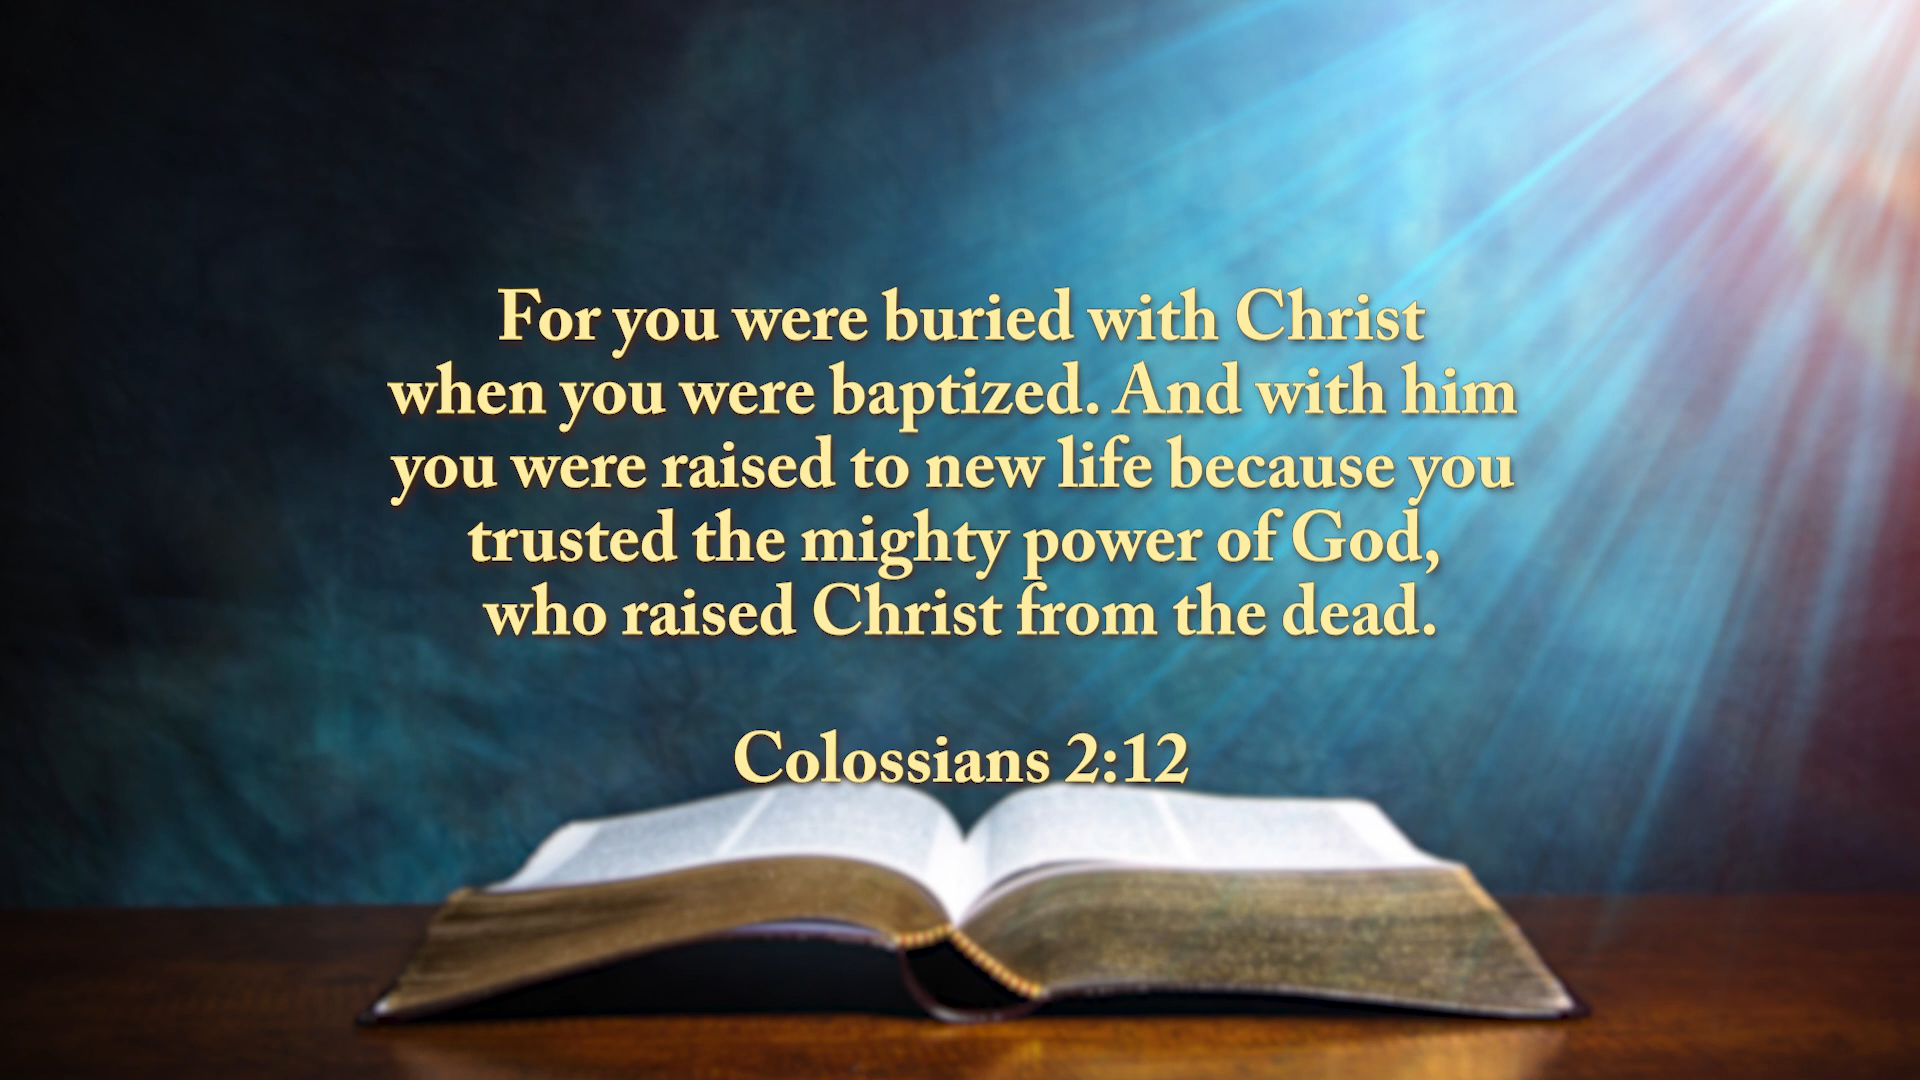 For you were buried with Christ
when you were baptized. And with him
you were raised to new life because you
trusted the mighty power of God,
who raised Christ from the dead.
Colossians 2:12